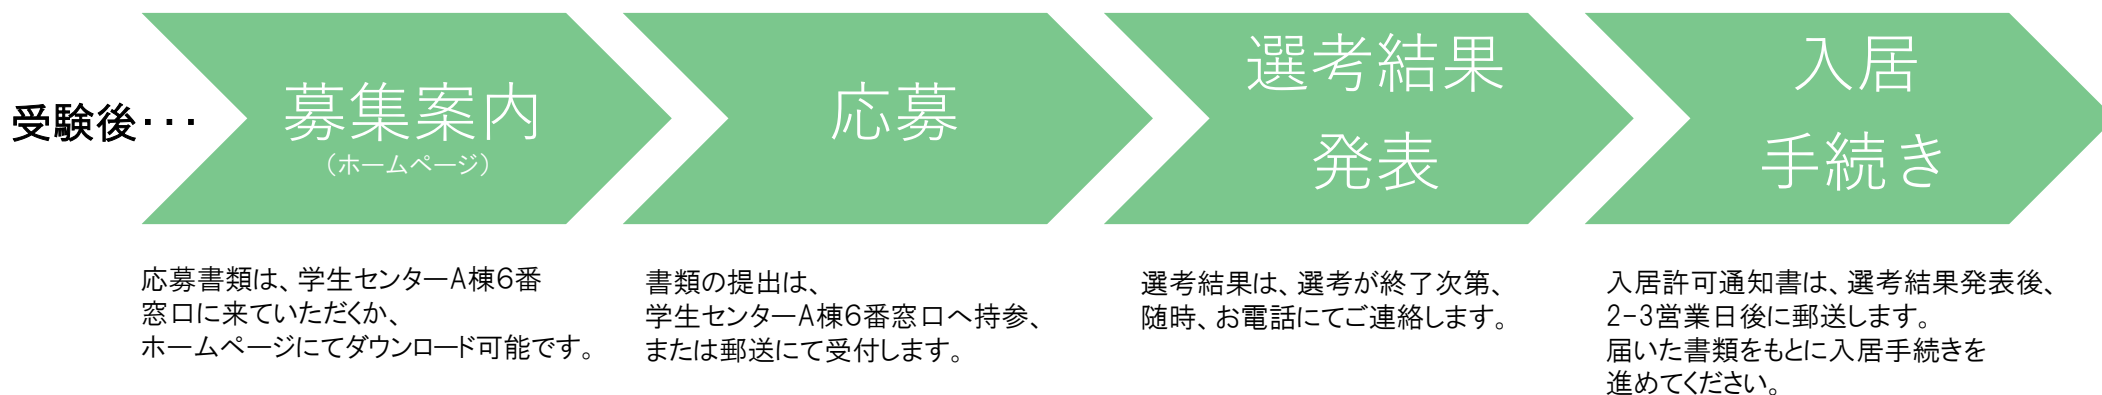 受験後・・・
募集案内
（ホームページ）
応募書類は、学生センターA棟6番
窓口に来ていただくか、
ホームページにてダウンロード可能です。
応募
書類の提出は、
学生センターA棟6番窓口へ持参、
または郵送にて受付します。
選考結果
発表
選考結果は、選考が終了次第、
随時、お電話にてご連絡します。
入居
手続き
入居許可通知書は、選考結果発表後、
2-3営業日後に郵送します。
届いた書類をもとに入居手続きを
進めてください。